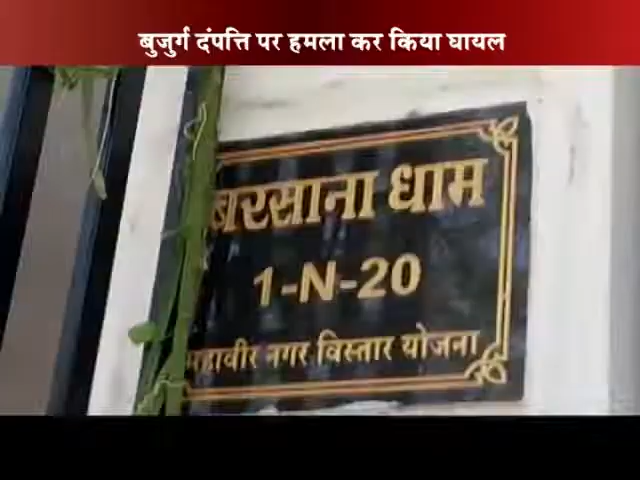 बुजुर्ग दंपत्ति पर हमला कर किया घायल
बरसाना धाम
1-N-20
महावीर नगर विस्तार योजना